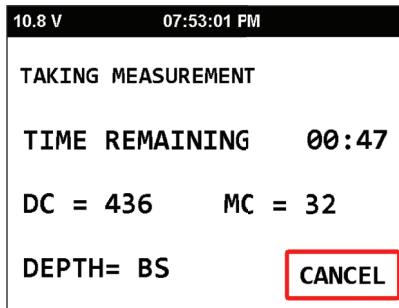 10.8 V 07:53:01 PM
TAKING MEASUREMENT
TIME REMAINING 00:47
DC = 436 MC = 32
DEPTH= BS CANCEL